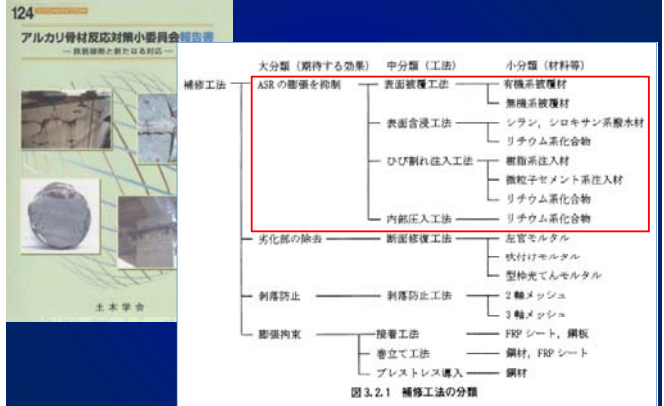 124
アルカリ骨材反応対策小委員会報告書
― 鉄筋破断と新たなる対応 ―
土木学会
大分類（期待する効果） 中分類（工法） 小分類（材料等）
補修工法 ASRの膨張を抑制 表面被覆工法 有機系被覆材
無機系被覆材
表面含浸工法 シラン，シロキサン系撥水材
リチウム系化合物
ひび割れ注入工法 樹脂系注入材
微粒子セメント系注入材
リチウム系化合物
内部圧入工法 リチウム系化合物
劣化部の除去 断面修復工法 左官モルタル
吹付けモルタル
型枠充てんモルタル
剥落防止 剥落防止工法 2軸メッシュ
3軸メッシュ
膨張拘束 接着工法 FRPシート，鋼板
巻立て工法 鋼材，FRPシート
プレストレス導入 鋼材
図3.2.1 補修工法の分類